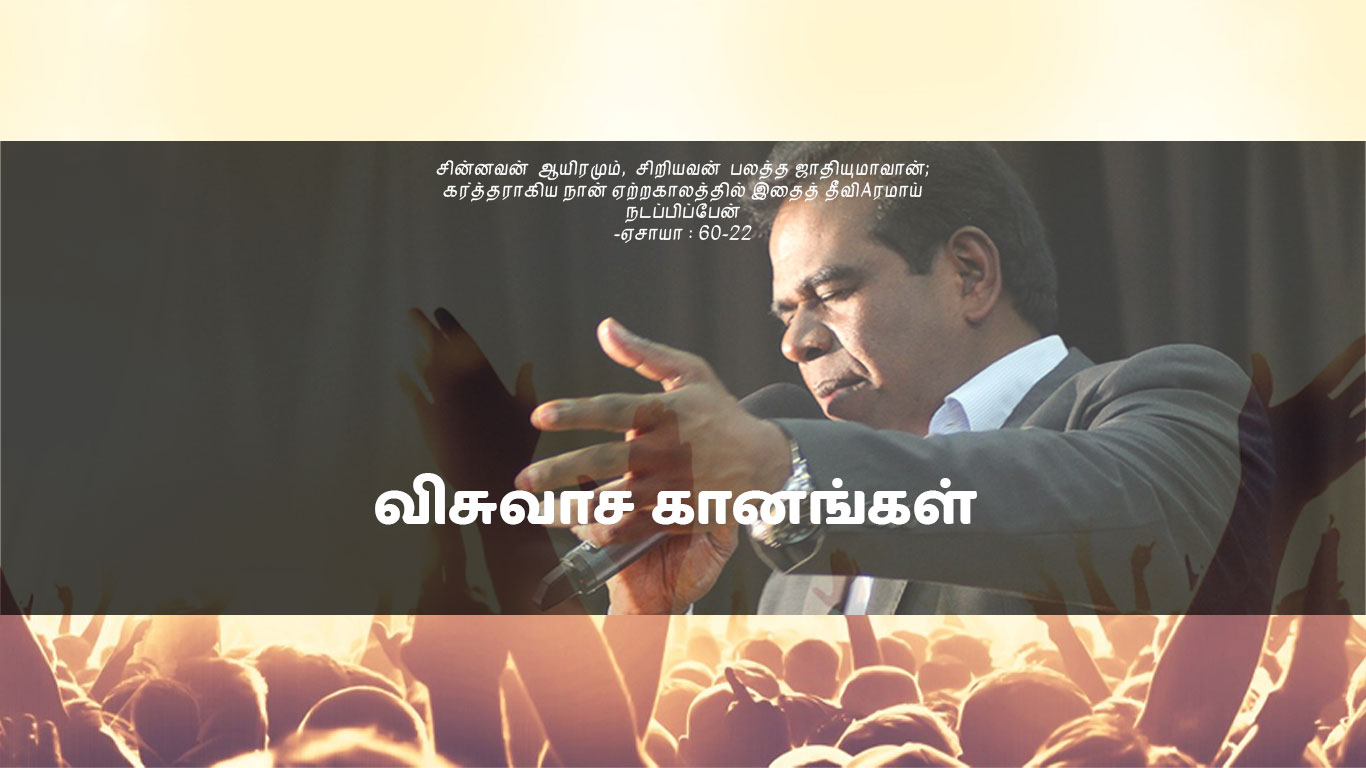 சின்னவன் ஆயிரமும், சிறியவன் பலத்த ஜாதியுமாவான்;
கர்த்தராகிய நான் ஏற்றகாலத்தில் இதைத் தீவிAரமாய்
நடப்பிப்பேன்
-ஏசாயா : 60-22
விசுவாச கானங்கள்